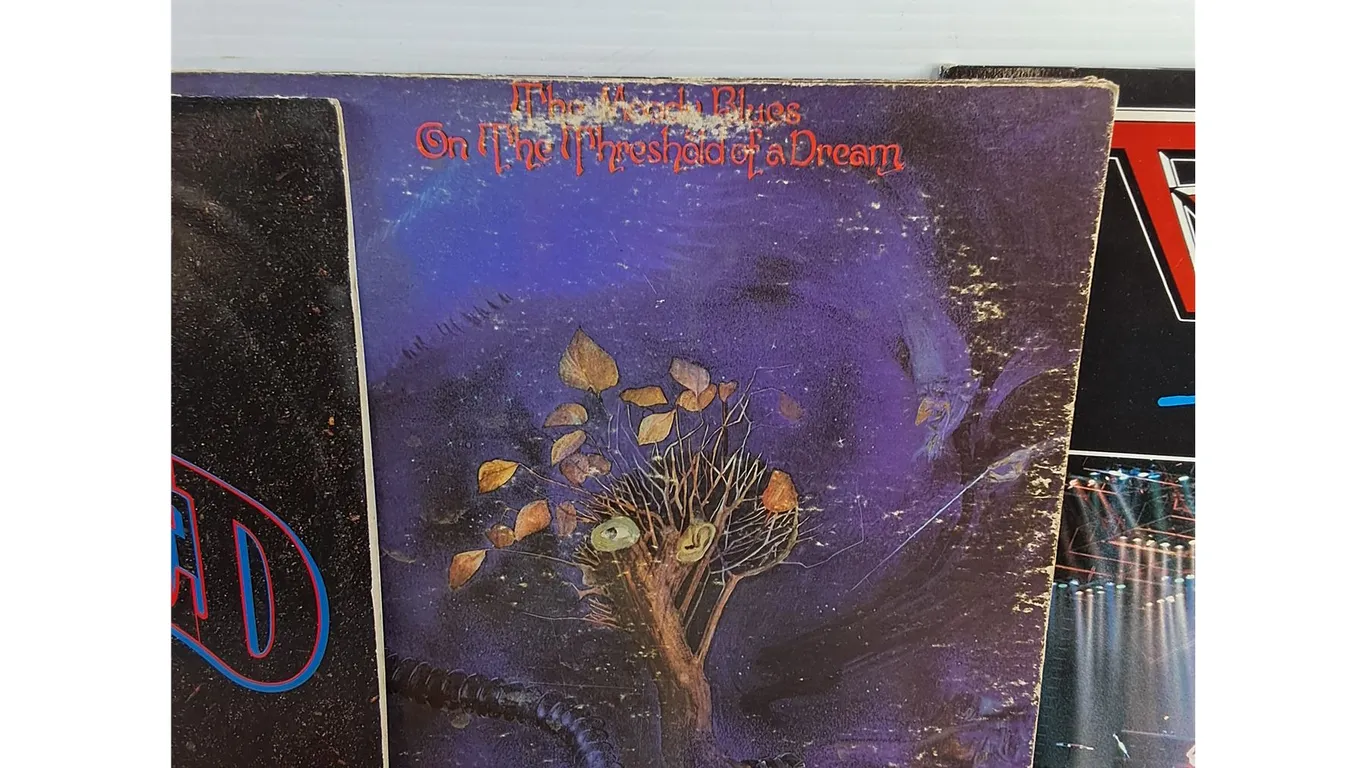 The Moody Blues
On The Threshold of a Dream